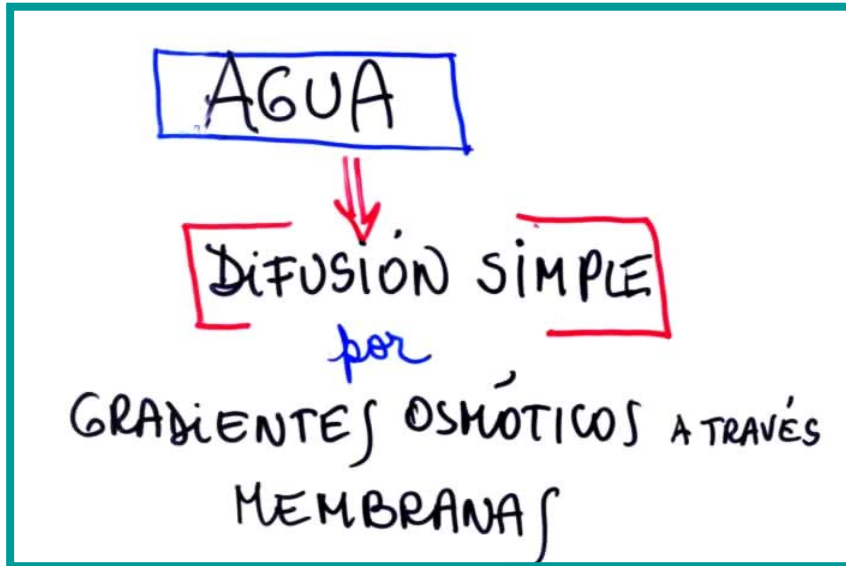 AGUA
DiFUSIÓN SiMPLE
por
GRADiENTES OSMÓTICOS A TRAVÉS
MEMBRANAS